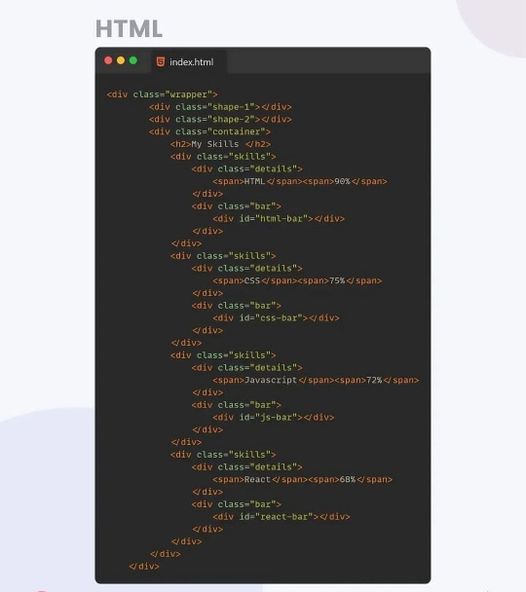 HTML
index.html
<div class="wrapper">
<div class="shape-1"></div>
<div class="shape-2"></div>
<div class="container">
<h2>My Skills </h2>
<div class="skills">
<div class="details">
<span>HTML</span><span>90%</span>
</div>
<div class="bar">
<div id="html-bar"></div>
</div>
</div>
<div class="skills">
<div class="details">
<span>CSS</span><span>75%</span>
</div>
<div class="bar">
<div id="css-bar"></div>
</div>
</div>
<div class="skills">
<div class="details">
<span>Javascript</span><span>72%</span>
</div>
<div class="bar">
<div id="js-bar"></div>
</div>
</div>
<div class="skills">
<div class="details">
<span>React</span><span>68%</span>
</div>
<div class="bar">
<div id="react-bar"></div>
</div>
</div>
</div>
</div>